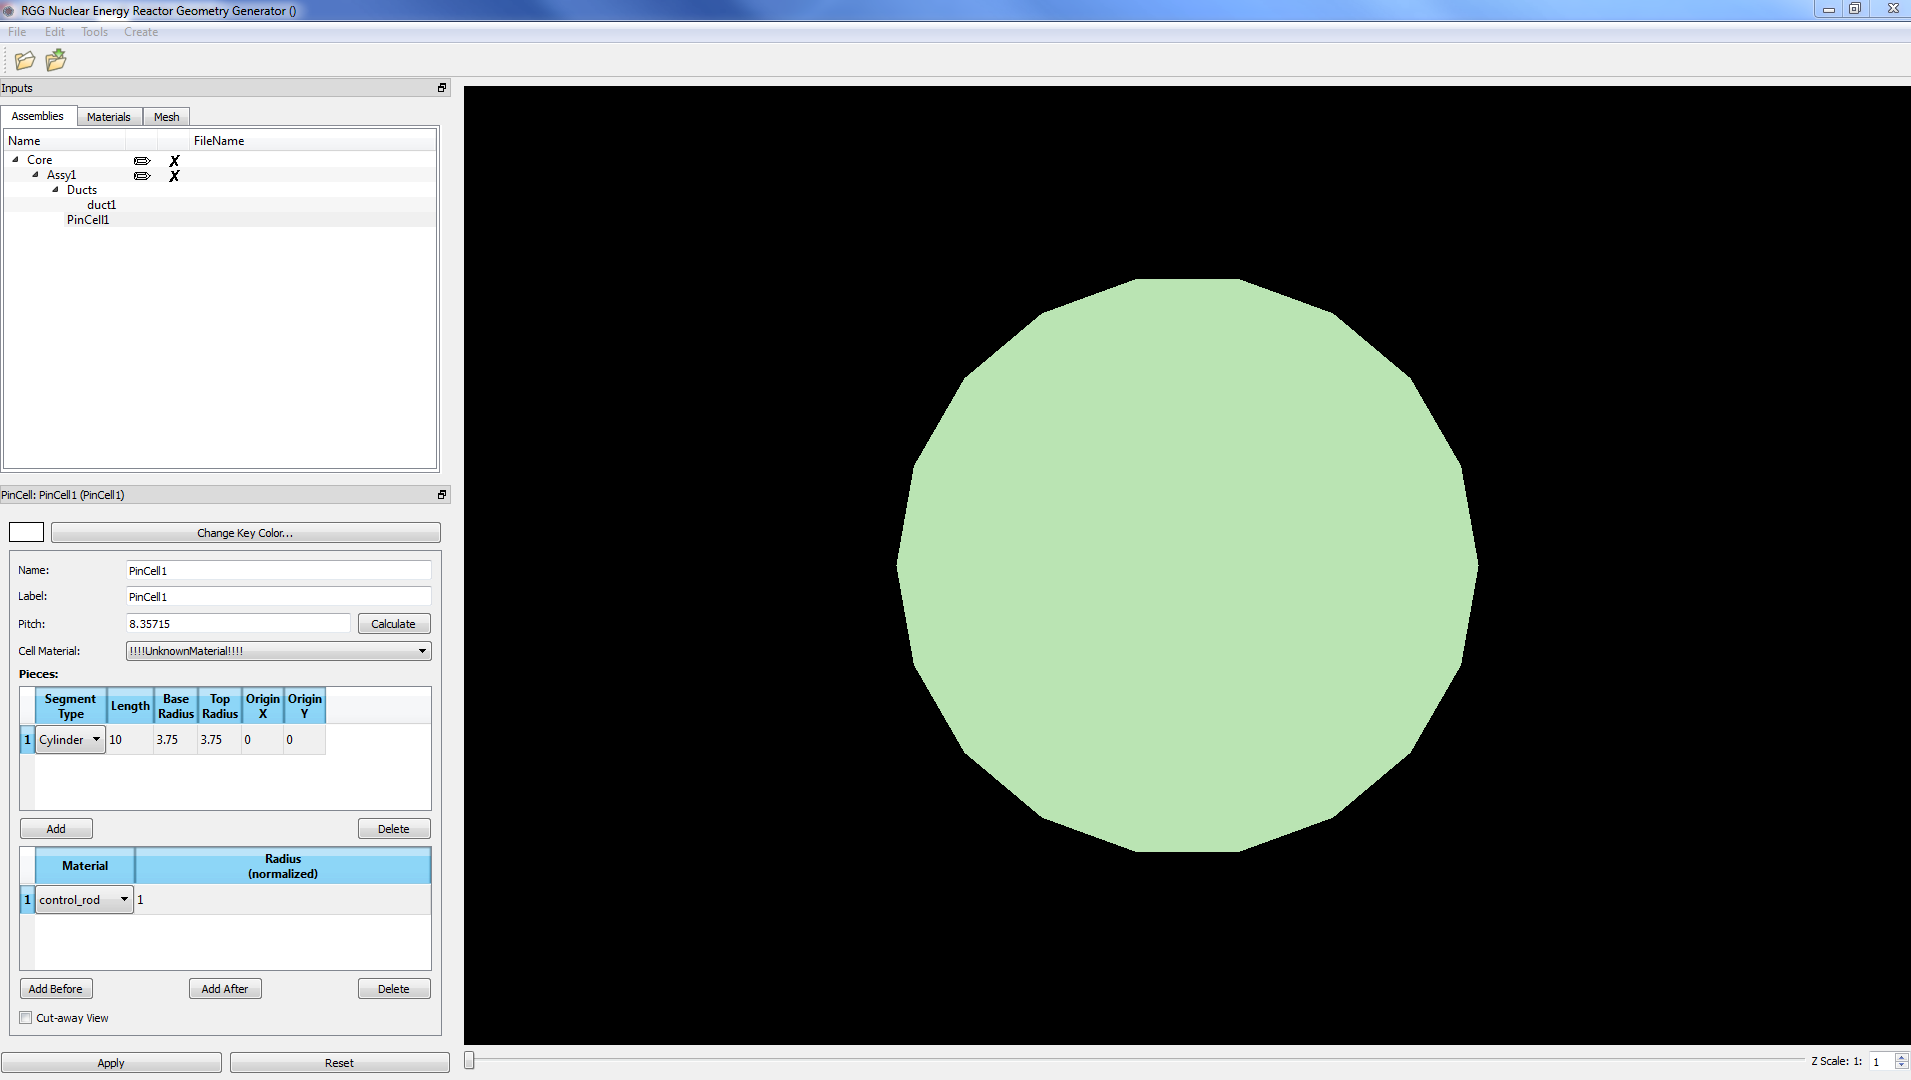 RGG Nuclear Energy Reactor Geometry Generator ()
File Edit Tools Create
Inputs
Assemblies Materials Mesh
Name FileName
Core X
Assy1 X
Ducts
duct1
PinCell1
PinCell: PinCell1 (PinCell1)
Change Key Color...
Name: PinCell1
Label: PinCell1
Pitch: 8.35715 Calculate
Cell Material: !!!!UnknownMaterial!!!!
Pieces:
Segment Type Length Base Radius Top Radius Origin X Origin Y
1 Cylinder 10 3.75 3.75 0 0
Add Delete
Material Radius (normalized)
1 control_rod 1
Add Before Add After Delete
Cut-away View
Apply Reset
Z Scale: 1: 1